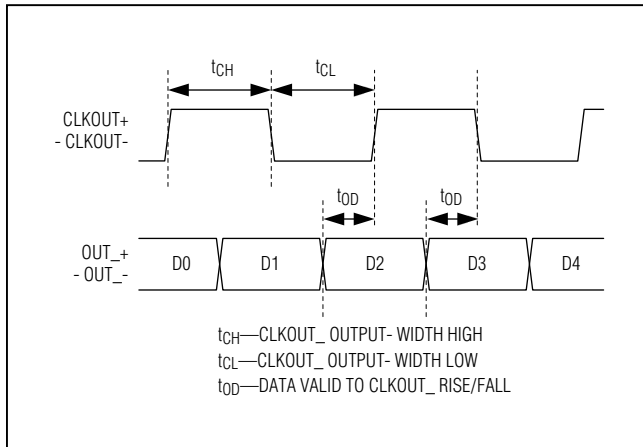 tCH
tCL
CLKOUT+
- CLKOUT-
tOD
tOD
OUT_+
- OUT_-
D0
D1
D2
D3
D4
tCH—CLKOUT_ OUTPUT- WIDTH HIGH
tCL—CLKOUT_ OUTPUT- WIDTH LOW
tOD—DATA VALID TO CLKOUT_ RISE/FALL